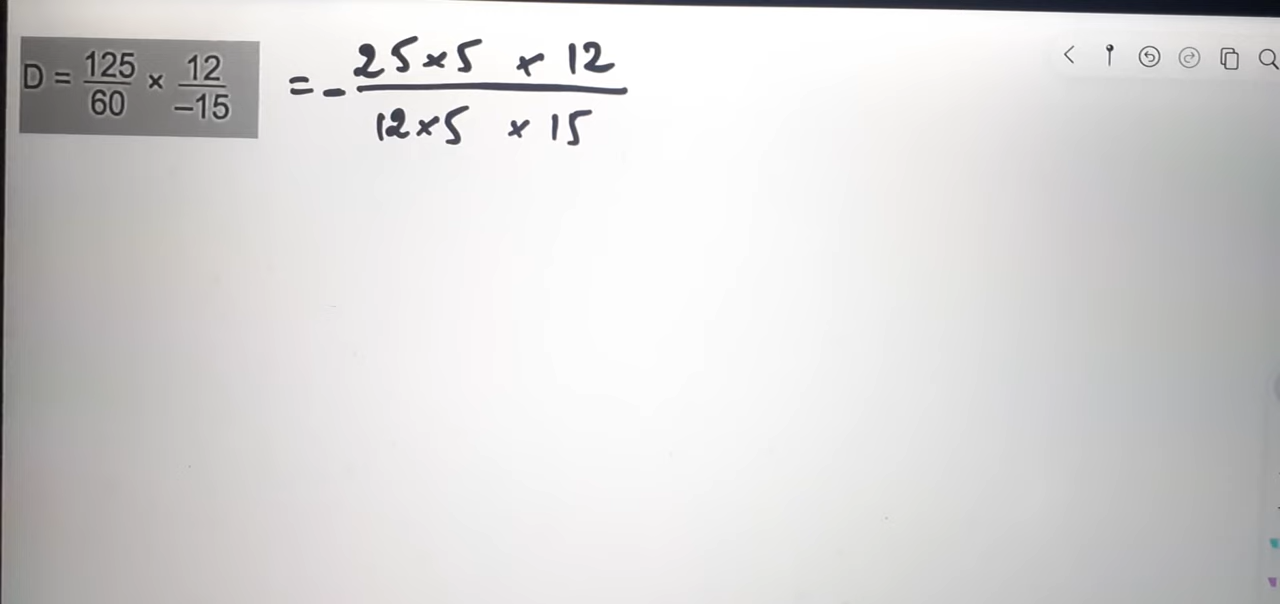 D = 125/60 × 12/–15 = - 25×5 × 12 / 12×5 × 15